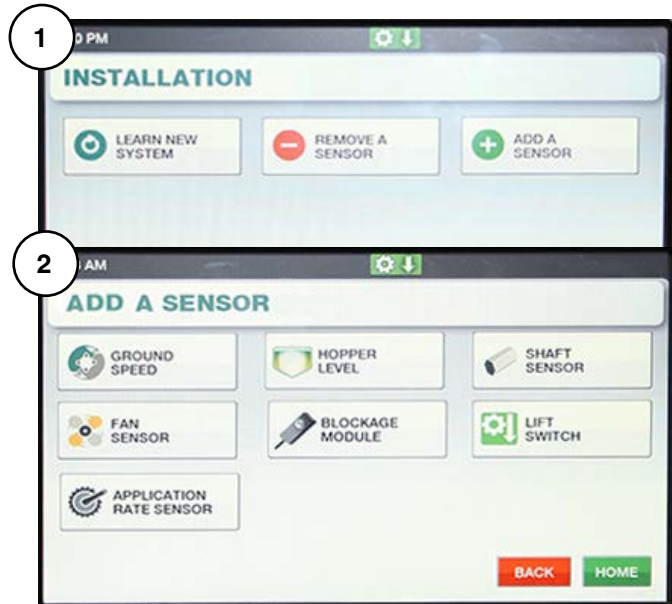 1
0 PM
INSTALLATION
LEARN NEW
SYSTEM
REMOVE A
SENSOR
ADD A
SENSOR
2
AM
ADD A SENSOR
GROUND
SPEED
HOPPER
LEVEL
SHAFT
SENSOR
FAN
SENSOR
BLOCKAGE
MODULE
LIFT
SWITCH
APPLICATION
RATE SENSOR
BACK
HOME